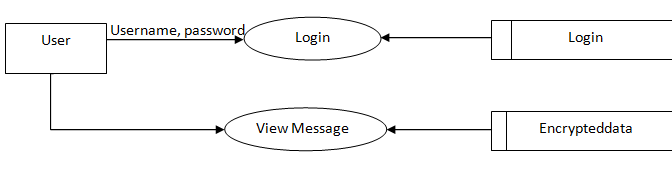 User
Username, password
Login
Login
View Message
Encrypteddata